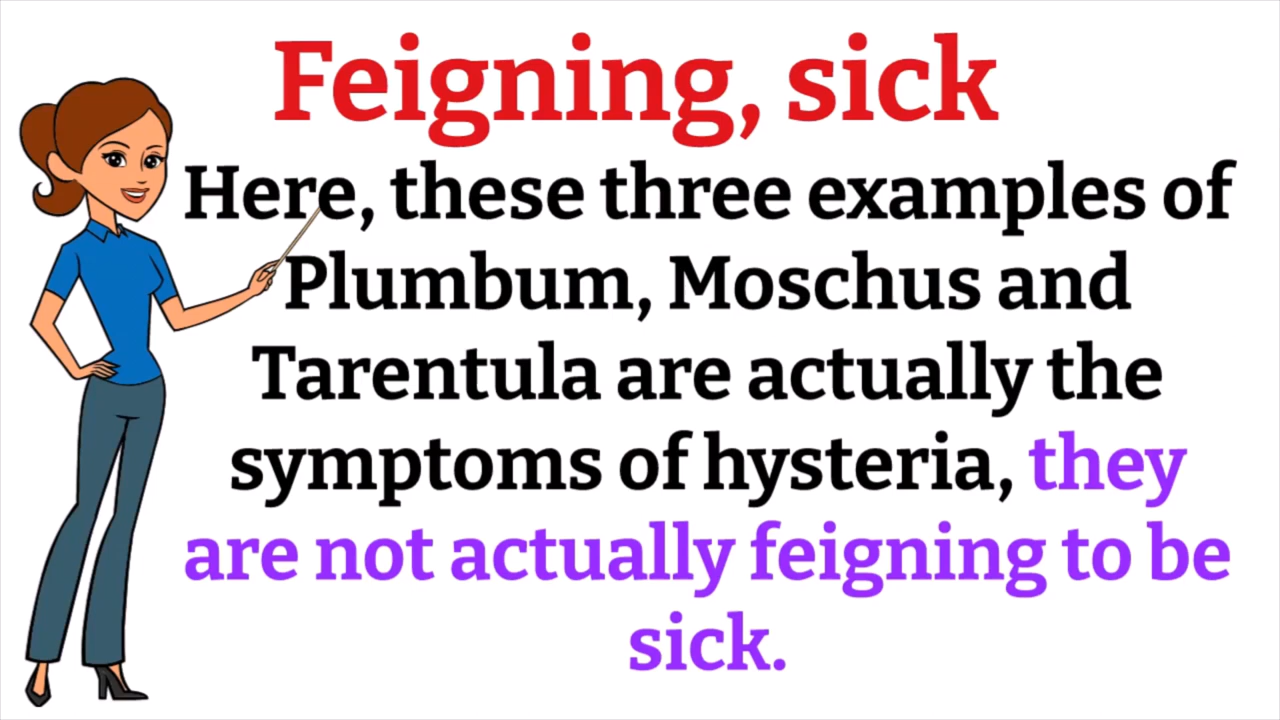 Feigning, sick
Here, these three examples of
Plumbum, Moschus and
Tarentula are actually the
symptoms of hysteria, they
are not actually feigning to be
sick.